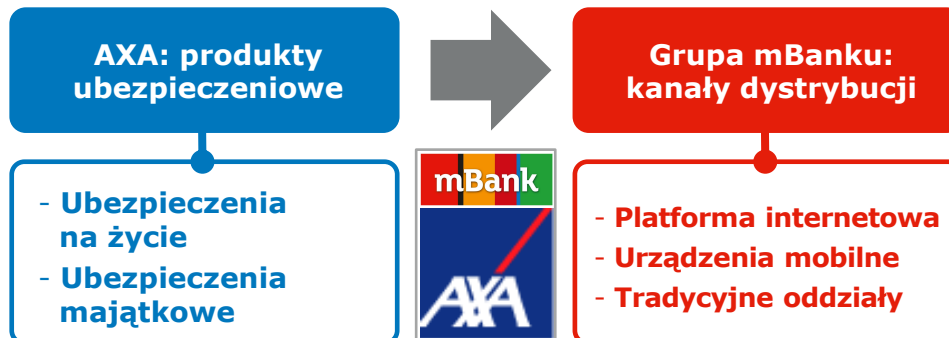 AXA: produkty
ubezpieczeniowe
Grupa mBanku:
kanały dystrybucji
- Ubezpieczenia
na życie
- Ubezpieczenia
majątkowe
mBank
AXA
- Platforma internetowa
- Urządzenia mobilne
- Tradycyjne oddziały